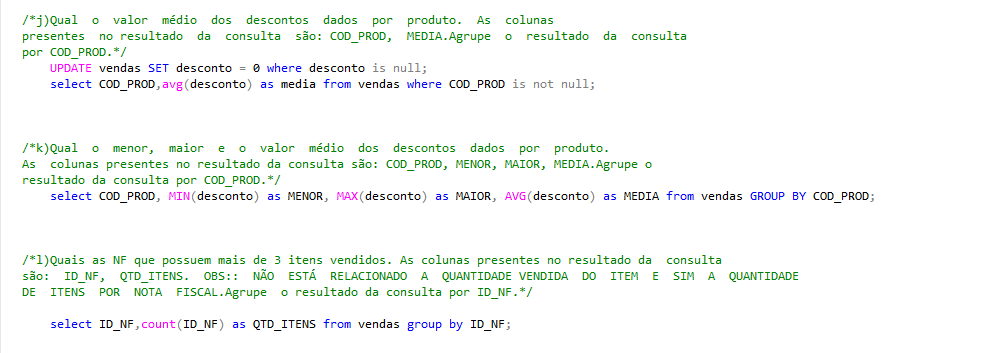 /*j)Qual o valor médio dos descontos dados por produto. As colunas
presentes no resultado da consulta são: COD_PROD, MEDIA.Agrupe o resultado da consulta
por COD_PROD.*/
UPDATE vendas SET desconto = 0 where desconto is null;
select COD_PROD,avg(desconto) as media from vendas where COD_PROD is not null;
/*k)Qual o menor, maior e o valor médio dos descontos dados por produto.
As colunas presentes no resultado da consulta são: COD_PROD, MENOR, MAIOR, MEDIA.Agrupe o
resultado da consulta por COD_PROD.*/
select COD_PROD, MIN(desconto) as MENOR, MAX(desconto) as MAIOR, AVG(desconto) as MEDIA from vendas GROUP BY COD_PROD;
/*l)Quais as NF que possuem mais de 3 itens vendidos. As colunas presentes no resultado da consulta
são: ID_NF, QTD_ITENS. OBS:: NÃO ESTÁ RELACIONADO A QUANTIDADE VENDIDA DO ITEM E SIM A QUANTIDADE
DE ITENS POR NOTA FISCAL.Agrupe o resultado da consulta por ID_NF.*/
select ID_NF,count(ID_NF) as QTD_ITENS from vendas group by ID_NF;